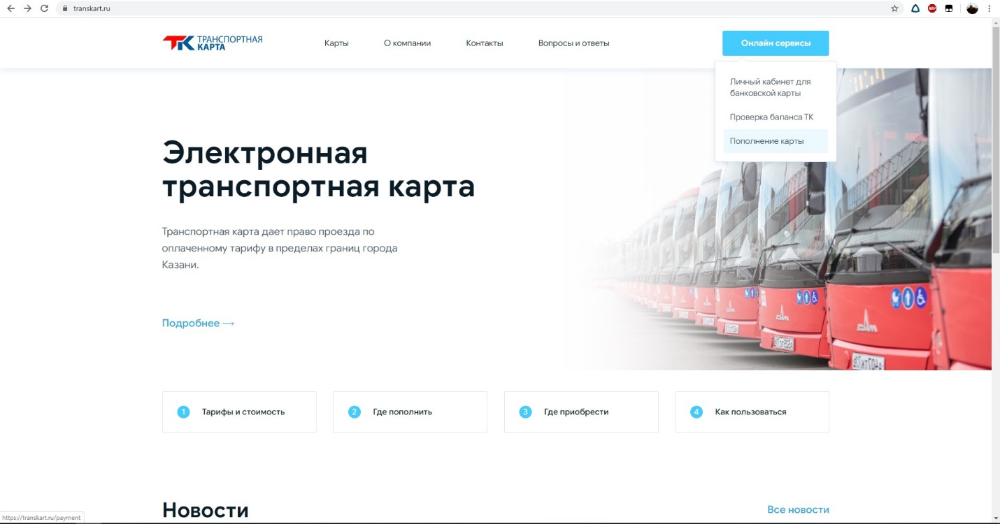 transkart.ru
ABP
ТРАНСПОРТНАЯ
КАРТА
ТК
Карты
О компании
Контакты
Вопросы и ответы
Онлайн сервисы
Личный кабинет для
банковской карты
Проверка баланса ТК
Пополнение карты
Электронная
транспортная карта
Транспортная карта дает право проезда по
оплаченному тарифу в пределах границ города
Казани.
Подробнее →
1 Тарифы и стоимость
2 Где пополнить
3 Где приобрести
4 Как пользоваться
Новости
Все новости
https://transkart.ru/payment